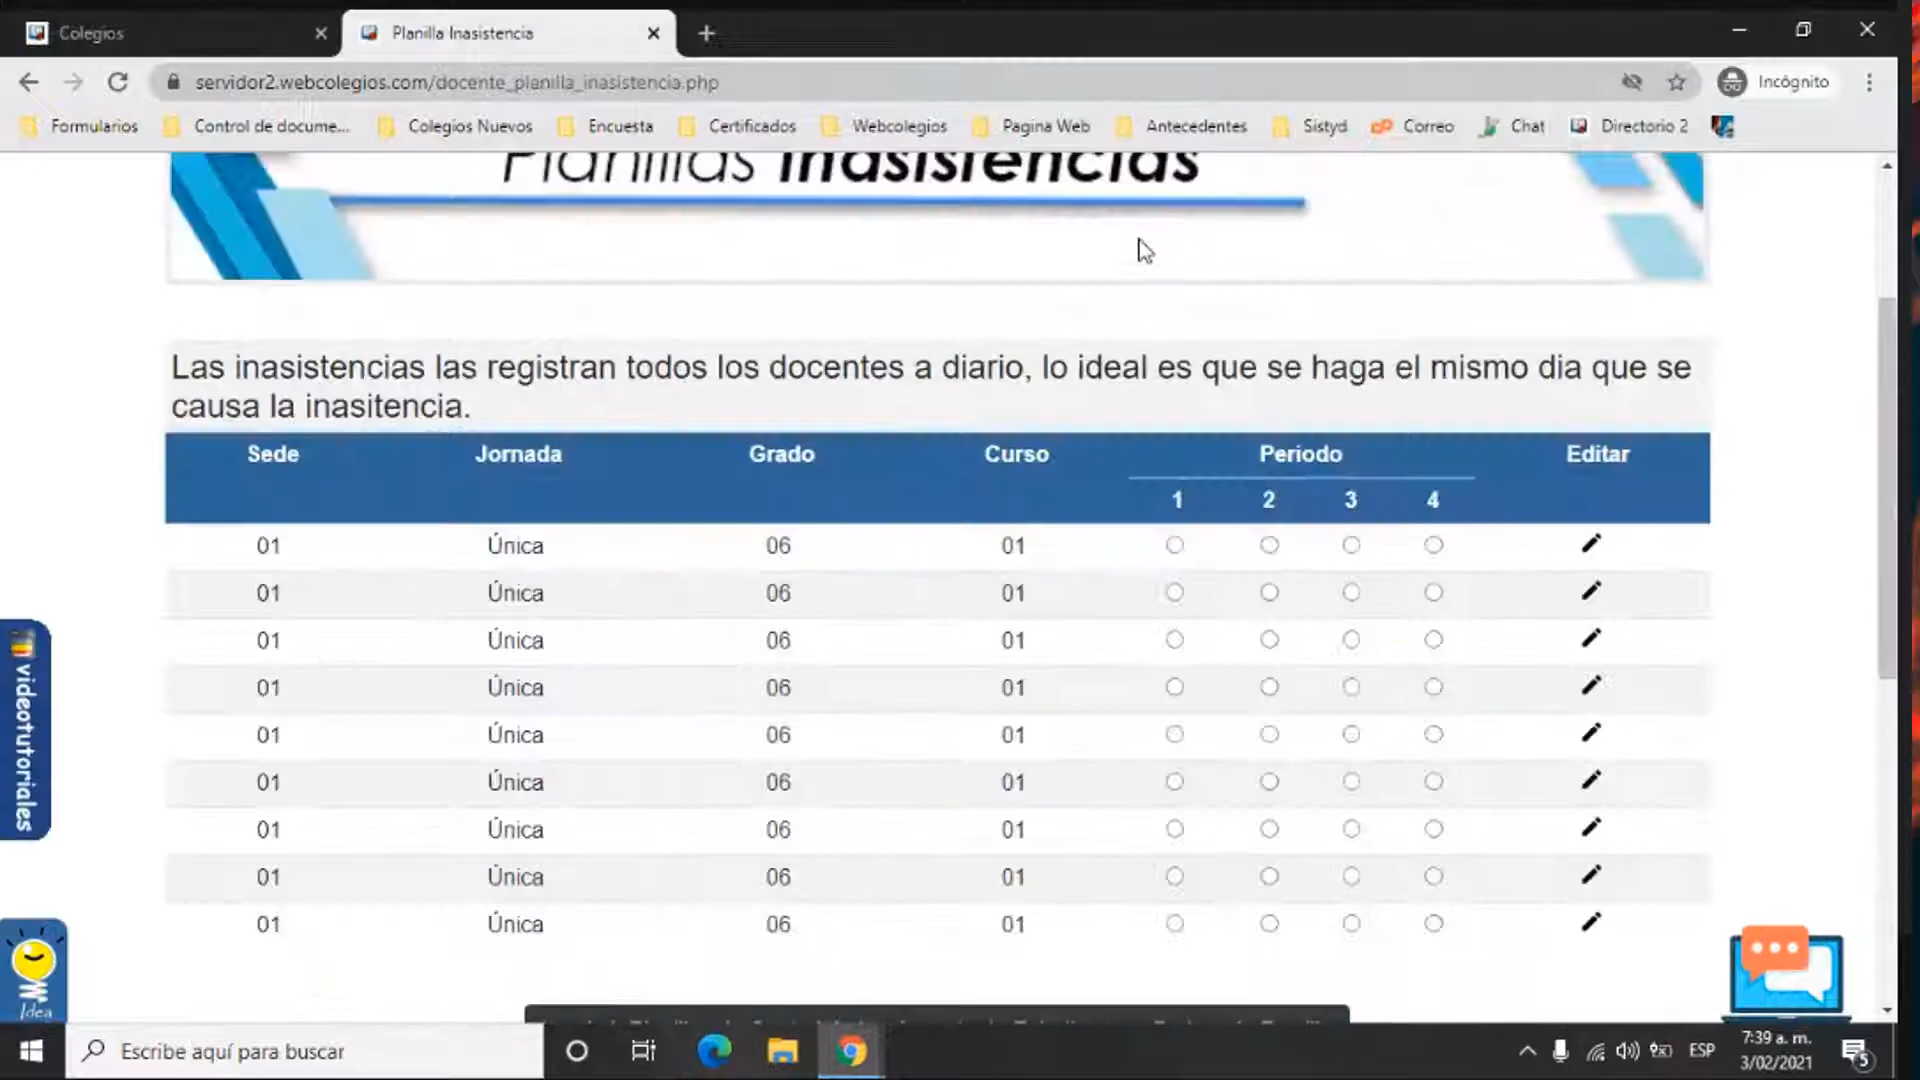 Colegios
Planilla Inasistencia
servidor2.webcolegios.com/docente_planilla_inasistencia.php
Incógnito
Formularios
Control de docume...
Colegios Nuevos
Encuesta
Certificados
Webcolegios
Pagina Web
Antecedentes
Sistyd
Correo
Chat
Directorio 2
Planillas Inasistencias
Las inasistencias las registran todos los docentes a diario, lo ideal es que se haga el mismo dia que se
causa la inasitencia.
Sede Jornada Grado Curso Periodo Editar
1 2 3 4
01 Única 06 01
01 Única 06 01
01 Única 06 01
01 Única 06 01
01 Única 06 01
01 Única 06 01
01 Única 06 01
01 Única 06 01
01 Única 06 01
videotutoriales
Idea
Escribe aquí para buscar
ESP
7:39 a. m.
3/02/2021
5